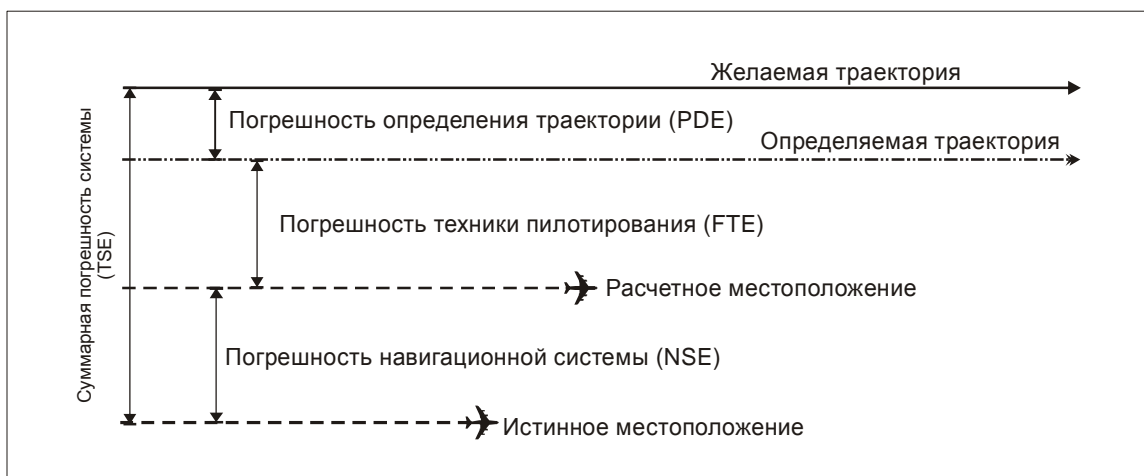 Желаемая траектория
Погрешность определения траектории (PDE)
Определяемая траектория
Суммарная погрешность системы
(TSE)
Погрешность техники пилотирования (FTE)
Расчетное местоположение
Погрешность навигационной системы (NSE)
Истинное местоположение